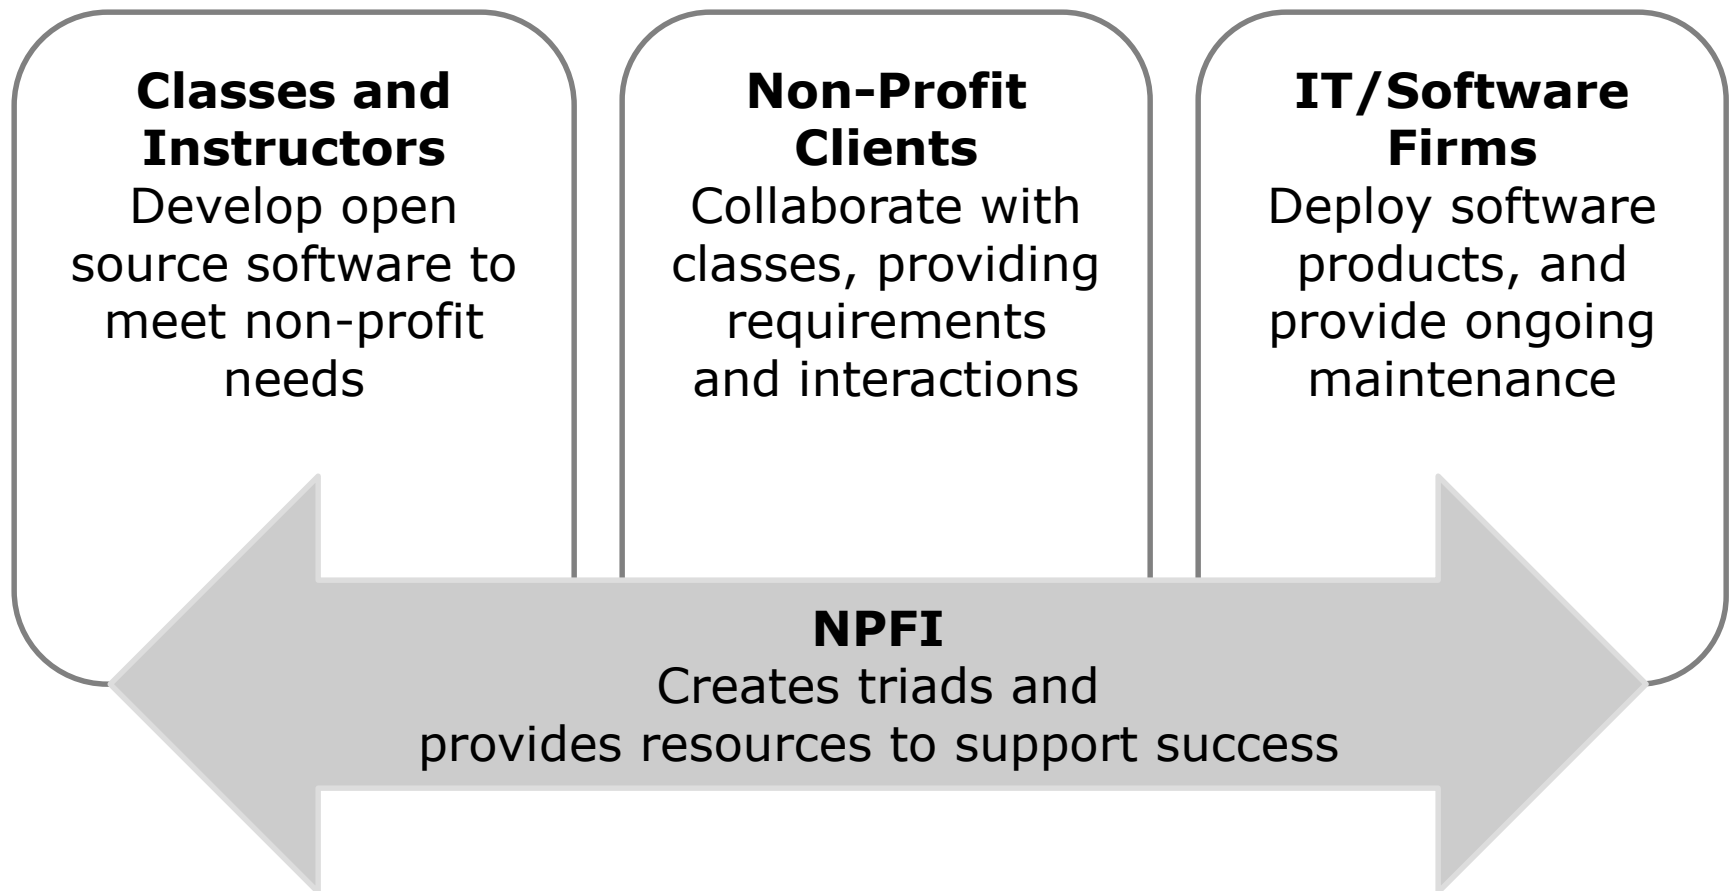 Classes and
Instructors
Develop open
source software to
meet non-profit
needs
Non-Profit
Clients
Collaborate with
classes, providing
requirements
and interactions
IT/Software
Firms
Deploy software
products, and
provide ongoing
maintenance
NPFI
Creates triads and
provides resources to support success